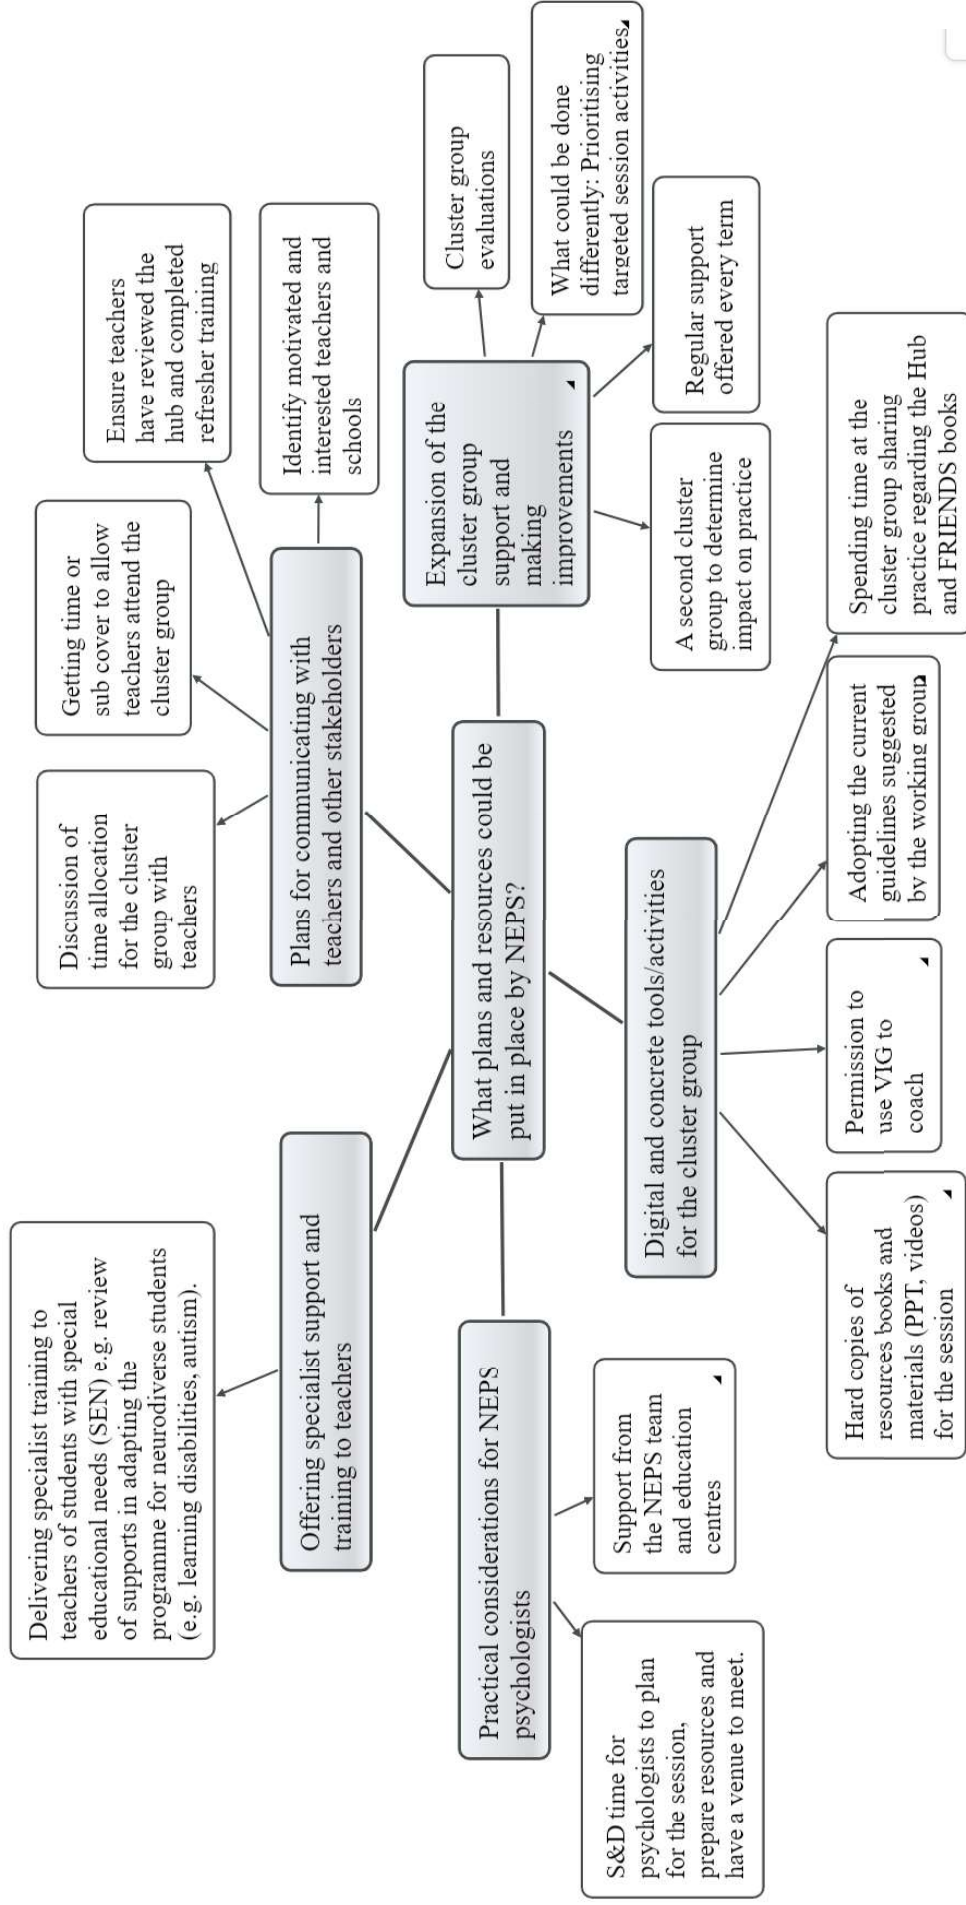 Delivering specialist training to
teachers of students with special
educational needs (SEN) e.g. review
of supports in adapting the
programme for neurodiverse students
(e.g. learning disabilities, autism).
Discussion of
time allocation
for the cluster
group with
teachers
Getting time or
sub cover to allow
teachers attend the
cluster group
Ensure teachers
have reviewed the
hub and completed
refresher training
Identify motivated and
interested teachers and
schools
Offering specialist support and
training to teachers
Plans for communicating with
teachers and other stakeholders
Practical considerations for NEPS
psychologists
What plans and resources could be
put in place by NEPS?
Expansion of the
cluster group
support and
making
improvements
Cluster group
evaluations
What could be done
differently: Prioritising
targeted session activities
Regular support
offered every term
A second cluster
group to determine
impact on practice
S&D time for
psychologists to plan
for the session,
prepare resources and
have a venue to meet.
Support from
the NEPS team
and education
centres
Digital and concrete tools/activities
for the cluster group
Hard copies of
resources books and
materials (PPT, videos)
for the session
Permission to
use VIG to
coach
Adopting the current
guidelines suggested
by the working group
Spending time at the
cluster group sharing
practice regarding the Hub
and FRIENDS books